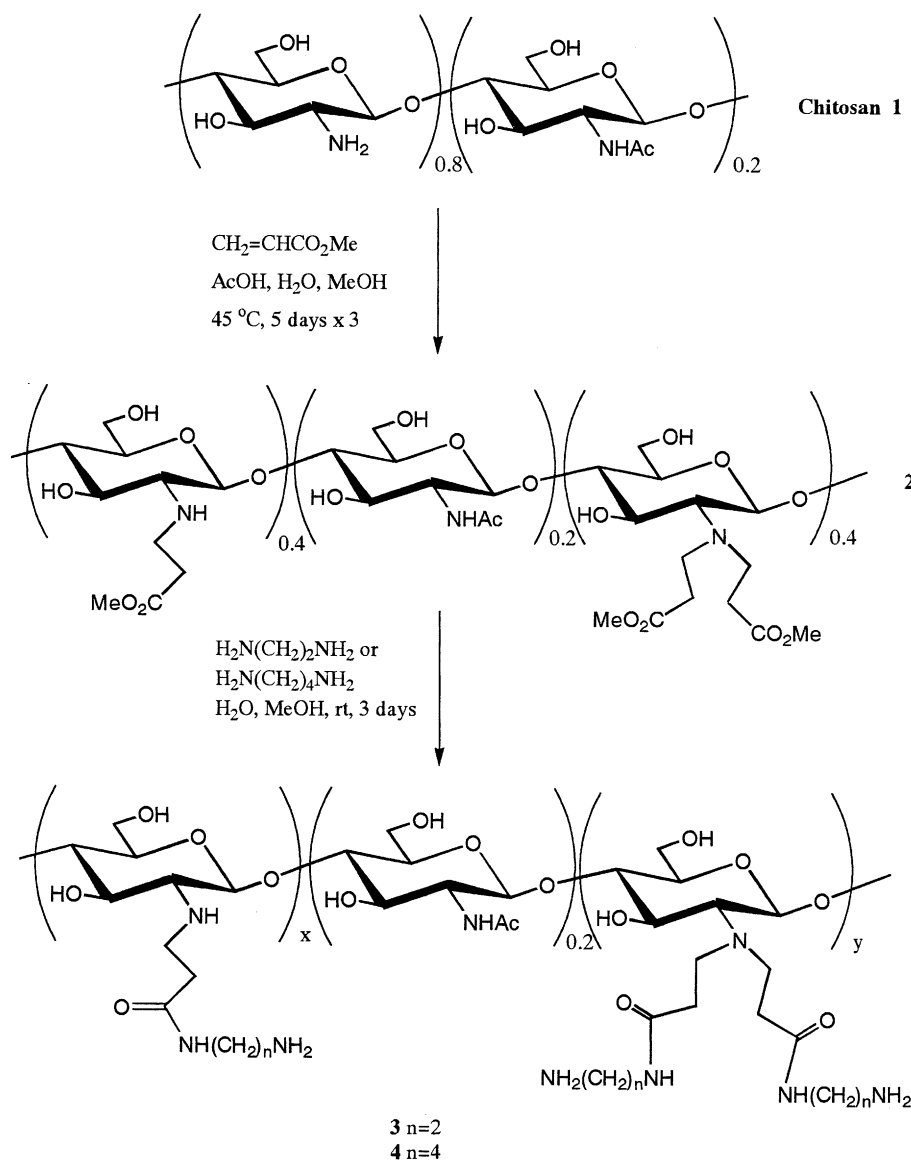 OH
OH
O
O
O
O
HO
HO
NH₂
NHAc
0.8
0.2
Chitosan 1
CH₂=CHCO₂Me
AcOH, H₂O, MeOH
45 °C, 5 days x 3
OH
OH
OH
O
O
O
O
O
O
HO
HO
HO
NH
NHAc
N
0.4
0.2
0.4
2
MeO₂C
MeO₂C
CO₂Me
H₂N(CH₂)₂NH₂ or
H₂N(CH₂)₄NH₂
H₂O, MeOH, rt, 3 days
OH
OH
OH
O
O
O
O
O
O
HO
HO
HO
NH
NHAc
N
x
0.2
y
O
O
O
NH(CH₂)ₙNH₂
NH₂(CH₂)ₙNH
NH(CH₂)ₙNH₂
3 n=2
4 n=4